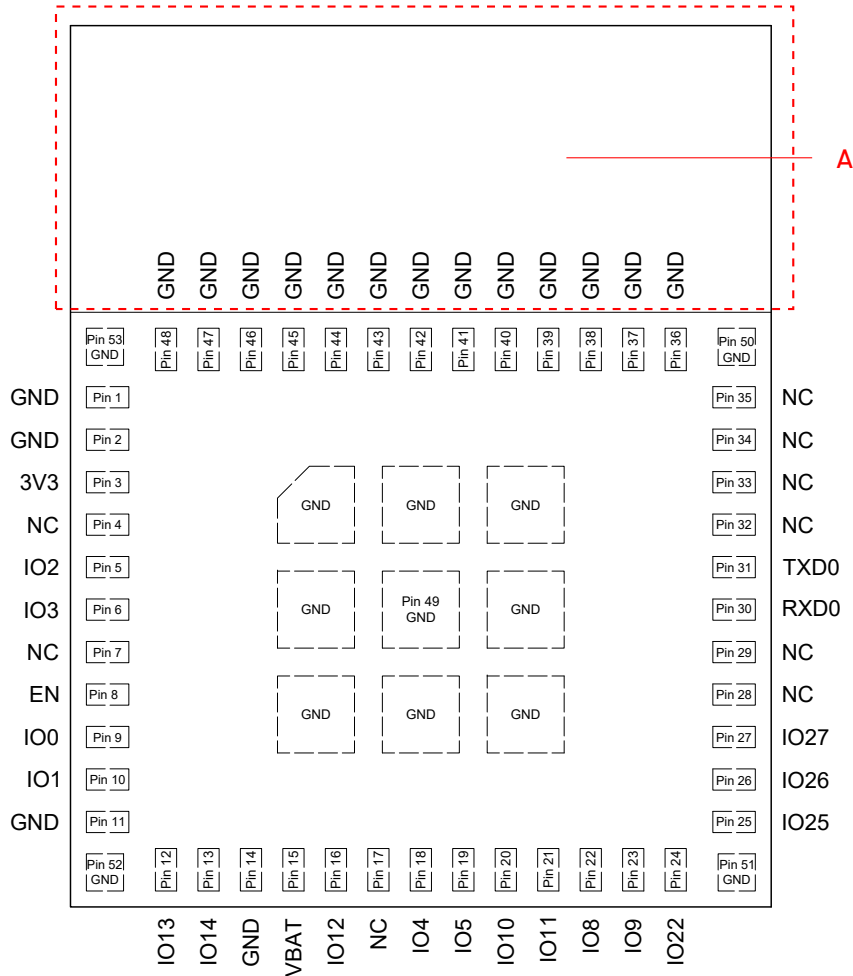 A
GND GND GND GND GND GND GND GND GND GND GND GND GND
Pin 53 GND Pin 48 Pin 47 Pin 46 Pin 45 Pin 44 Pin 43 Pin 42 Pin 41 Pin 40 Pin 39 Pin 38 Pin 37 Pin 36 Pin 50 GND
GND Pin 1 Pin 35 NC
GND Pin 2 Pin 34 NC
3V3 Pin 3 Pin 33 NC
GND GND GND
NC Pin 4 Pin 32 NC
IO2 Pin 5 Pin 31 TXD0
IO3 Pin 6 GND Pin 49 GND GND Pin 30 RXD0
NC Pin 7 Pin 29 NC
EN Pin 8 Pin 28 NC
GND GND GND
IO0 Pin 9 Pin 27 IO27
IO1 Pin 10 Pin 26 IO26
GND Pin 11 Pin 25 IO25
Pin 52 GND Pin 12 Pin 13 Pin 14 Pin 15 Pin 16 Pin 17 Pin 18 Pin 19 Pin 20 Pin 21 Pin 22 Pin 23 Pin 24 Pin 51 GND
IO13 IO14 GND VBAT IO12 NC IO4 IO5 IO10 IO11 IO8 IO9 IO22